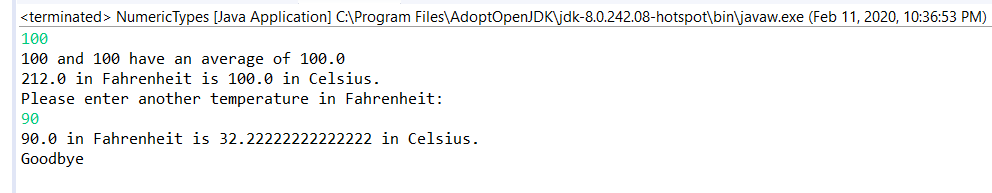 <terminated> NumericTypes [Java Application] C:\Program Files\AdoptOpenJDK\jdk-8.0.242.08-hotspot\bin\javaw.exe (Feb 11, 2020, 10:36:53 PM)
100
100 and 100 have an average of 100.0
212.0 in Fahrenheit is 100.0 in Celsius.
Please enter another temperature in Fahrenheit:
90
90.0 in Fahrenheit is 32.22222222222222 in Celsius.
Goodbye